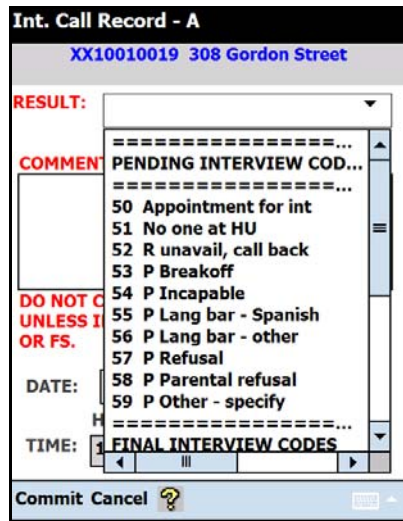 Int. Call Record - A
XX10010019 308 Gordon Street
RESULT:
=================...
COMMENT
PENDING INTERVIEW COD...
=================...
50 Appointment for int
51 No one at HU
52 R unavail, call back
53 P Breakoff
54 P Incapable
55 P Lang bar - Spanish
56 P Lang bar - other
57 P Refusal
58 P Parental refusal
59 P Other - specify
=================...
FINAL INTERVIEW CODES
DO NOT C
UNLESS I
OR FS.
DATE:
H
TIME: 1
Commit Cancel ?